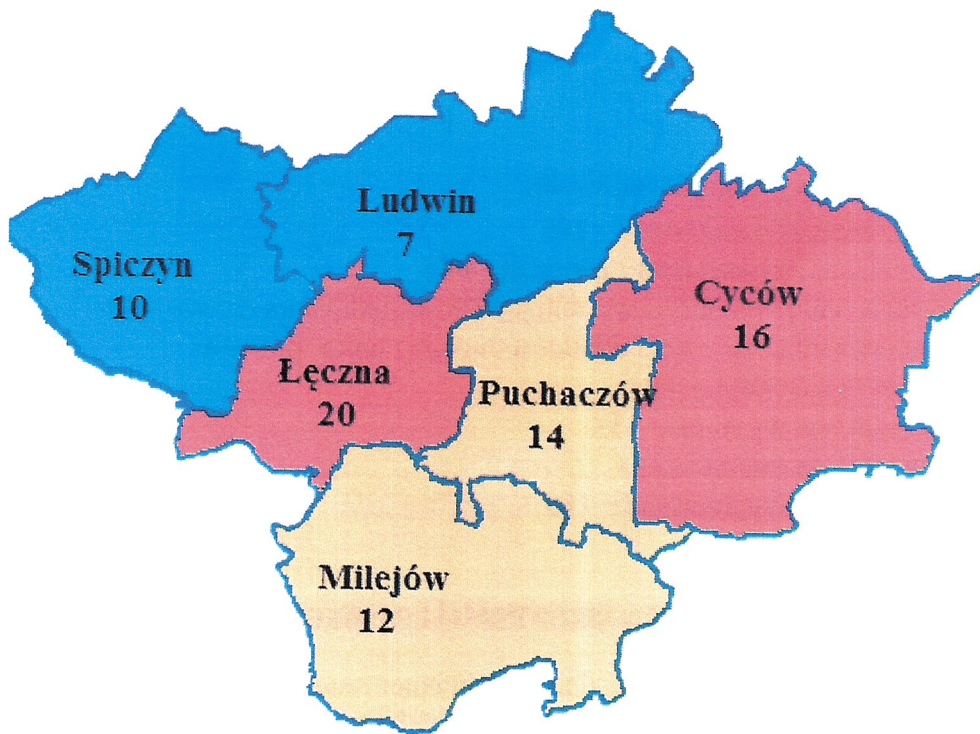 Ludwin
7
Spiczyn
10
Cyców
16
Łęczna
20
Puchaczów
14
Milejów
12